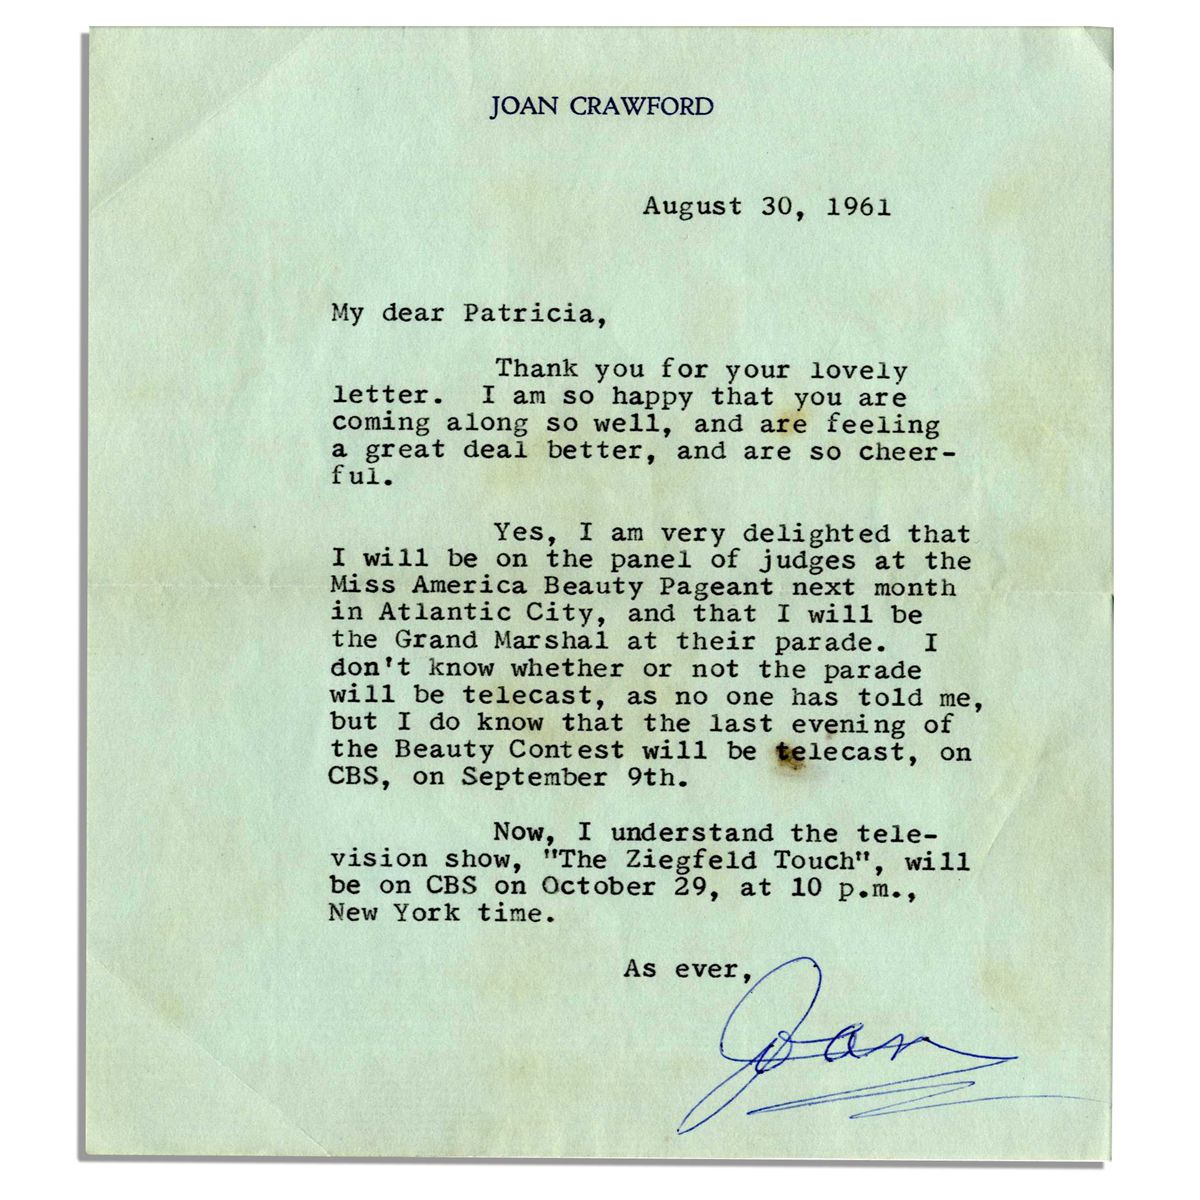 JOAN CRAWFORD
August 30, 1961
My dear Patricia,
Thank you for your lovely
letter. I am so happy that you are
coming along so well, and are feeling
a great deal better, and are so cheer-
ful.
Yes, I am very delighted that
I will be on the panel of judges at the
Miss America Beauty Pageant next month
in Atlantic City, and that I will be
the Grand Marshal at their parade. I
don't know whether or not the parade
will be telecast, as no one has told me,
but I do know that the last evening of
the Beauty Contest will be telecast, on
CBS, on September 9th.
Now, I understand the tele-
vision show, "The Ziegfeld Touch", will
be on CBS on October 29, at 10 p.m.,
New York time.
As ever,
Joan